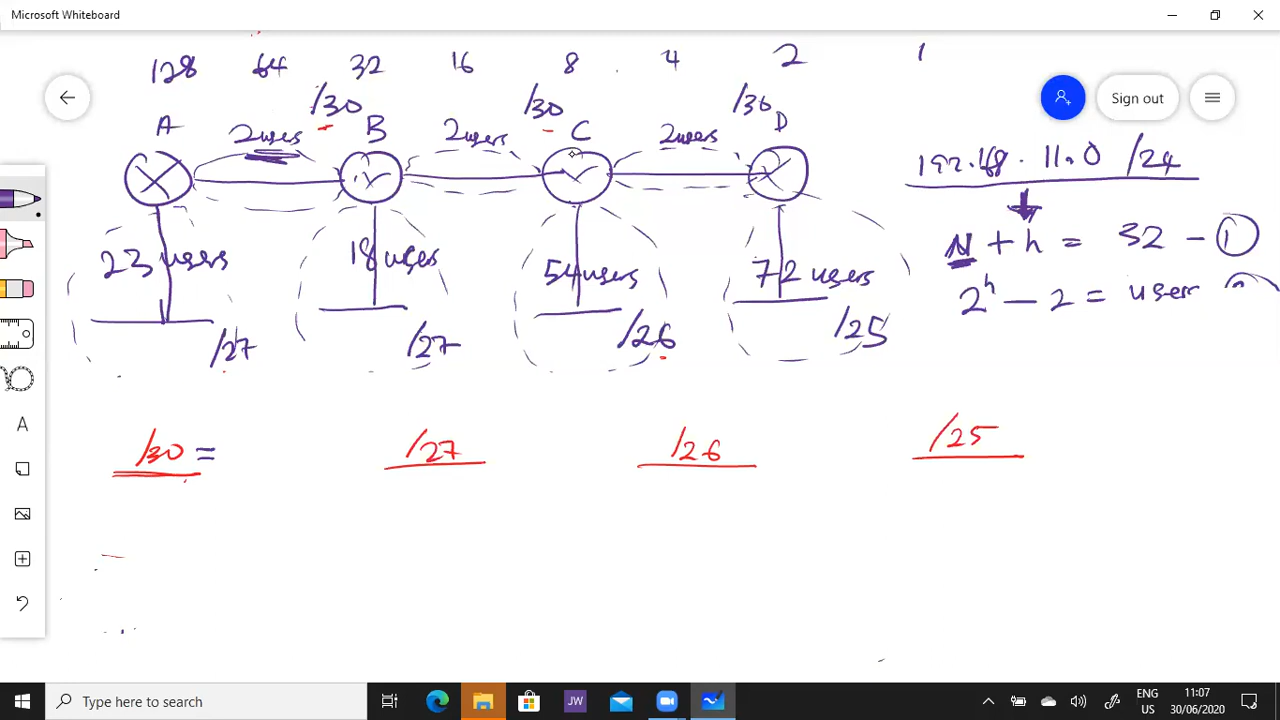 Microsoft Whiteboard
128 64 32 16 8 4 2 1
/30 /30 /30
A 2uses B 2users C 2users D
Sign out
192.168.11.0 /24
N + h = 32 - 1
2^h - 2 = user
23 users 18 users 54 users 72 users
/27 /27 /26 /25
/30 = /27 /26 /25
A
Type here to search
JW
ENG
US
11:07
30/06/2020